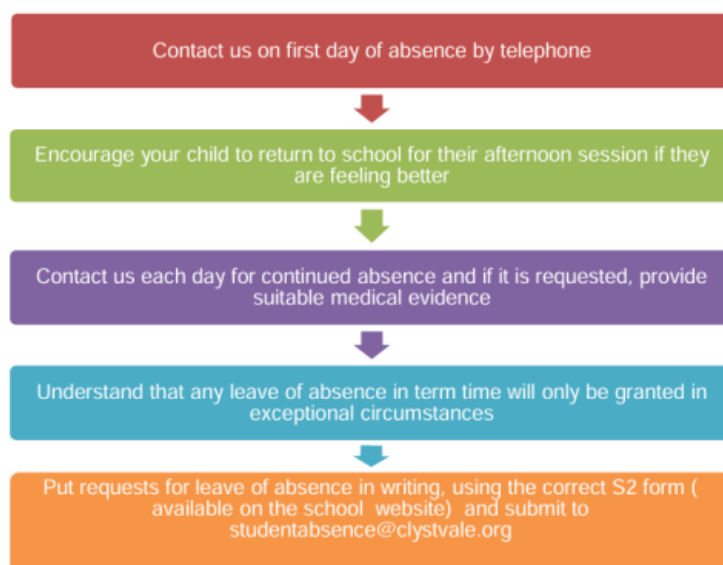 Contact us on first day of absence by telephone
Encourage your child to return to school for their afternoon session if they
are feeling better
Contact us each day for continued absence and if it is requested, provide
suitable medical evidence
Understand that any leave of absence in term time will only be granted in
exceptional circumstances
Put requests for leave of absence in writing, using the correct S2 form (
available on the school  website)  and submit to
studentabsence@clystvale.org